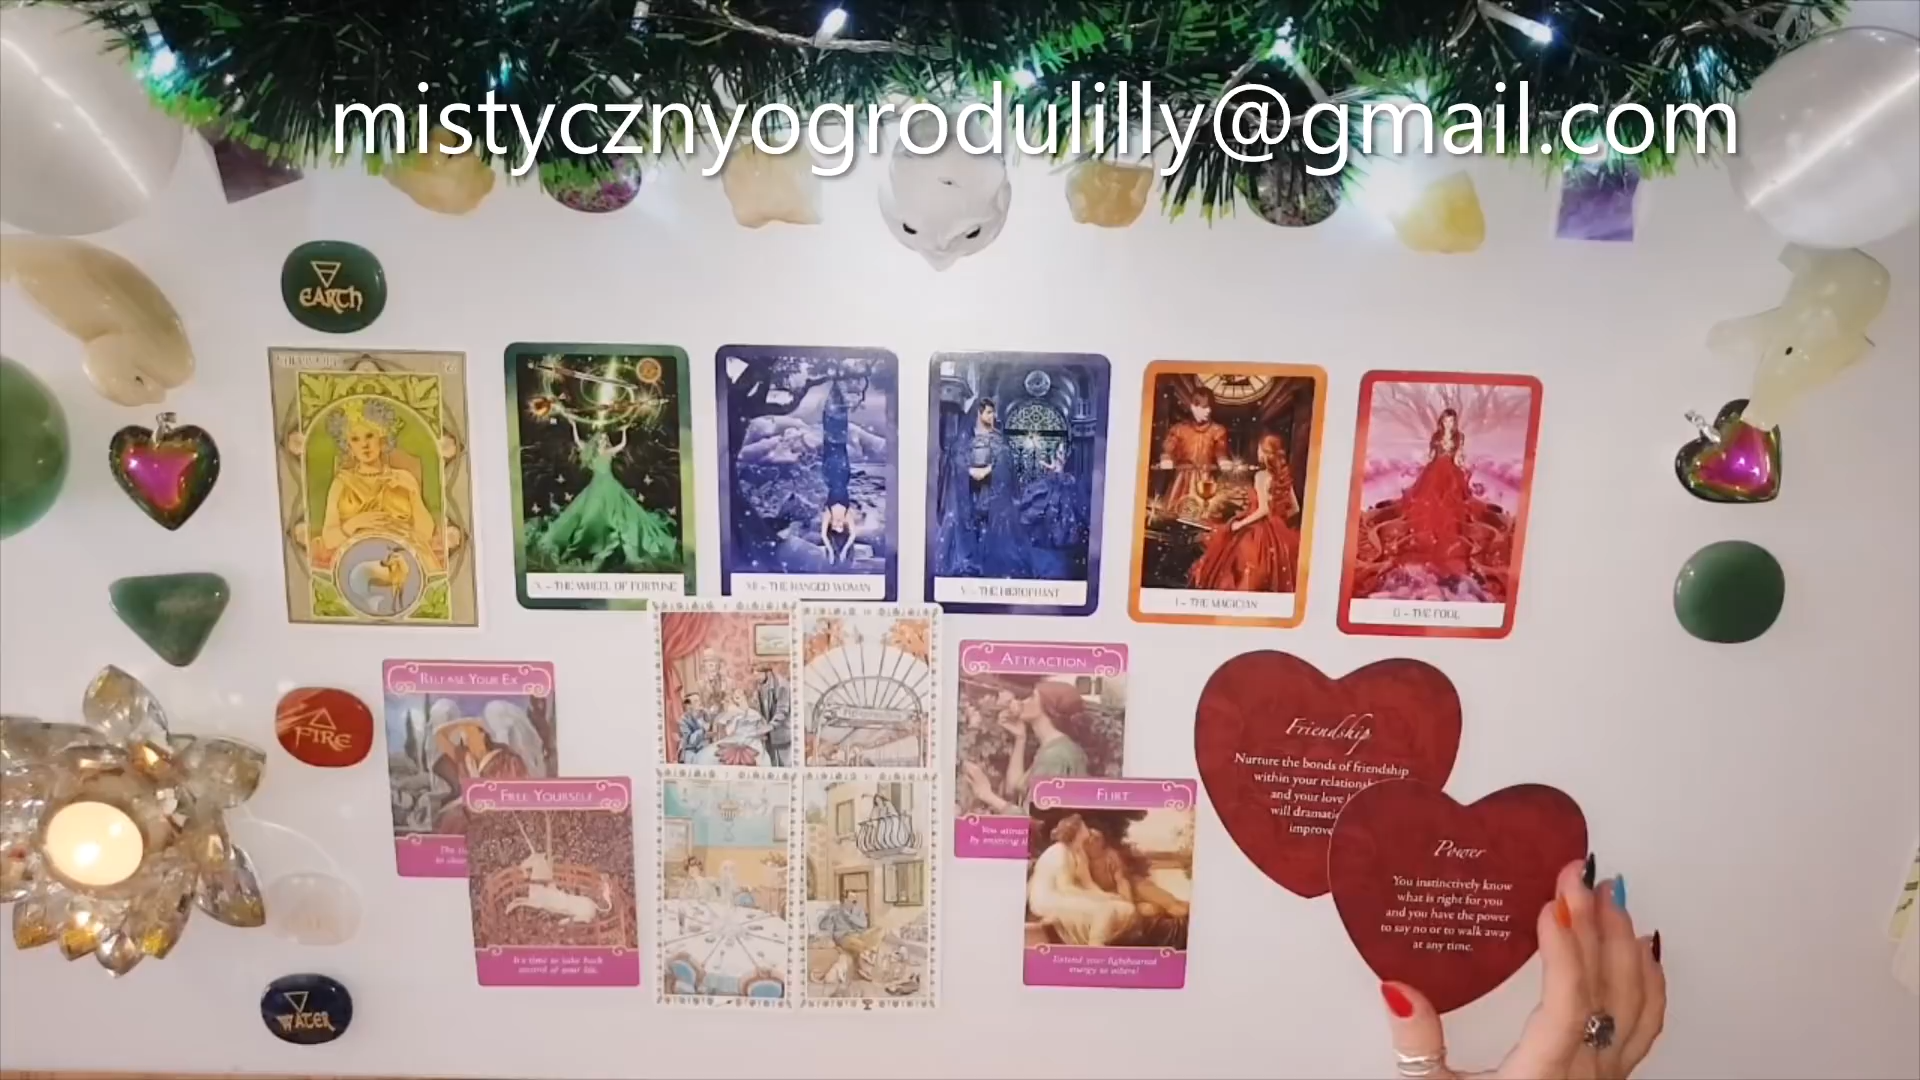 mistycznyogrodulilly@gmail.com
EARTH
X - THE WHEEL OF FORTUNE
XII - THE HANGED WOMAN
V - THE HIEROPHANT
I - THE MAGICIAN
0 - THE FOOL
RELEASE YOUR EX
FIRE
FREE YOURSELF
It's time to take back
control of your life.
ATTRACTION
You attract
by enjoying
FLIRT
Extend your lighthearted
energy to others!
Friendship
Nurture the bonds of friendship
within your
and your love
will
improve
Power
You instinctively know
what is right for you
and you have the power
to say no or to walk away
at any time.
WATER